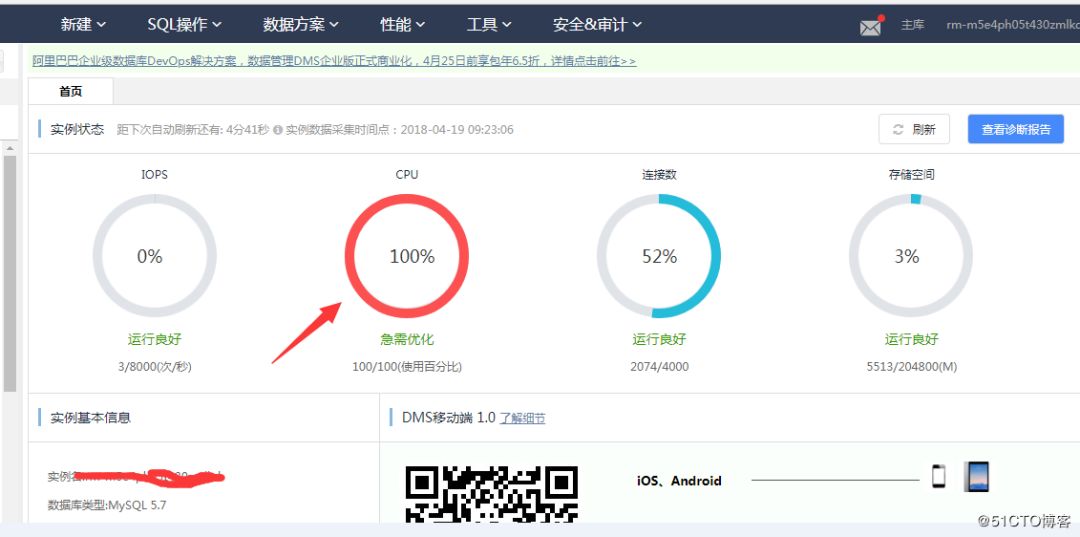 新建 SQL操作 数据方案 性能 工具 安全&审计 主库 rm-m5e4ph05t430zmlkc
阿里巴巴企业级数据库DevOps解决方案，数据管理DMS企业版正式商业化，4月25日前享包年6.5折，详情点击前往>>
首页
实例状态 距下次自动刷新还有: 4分41秒 实例数据采集时间点：2018-04-19 09:23:06 刷新 查看诊断报告
IOPS CPU 连接数 存储空间
0% 100% 52% 3%
运行良好 急需优化 运行良好 运行良好
3/8000(次/秒) 100/100(使用百分比) 2074/4000 5513/204800(M)
实例基本信息 DMS移动端 1.0 了解细节
实例名
iOS、Android
数据库类型:MySQL 5.7
@51CTO博客